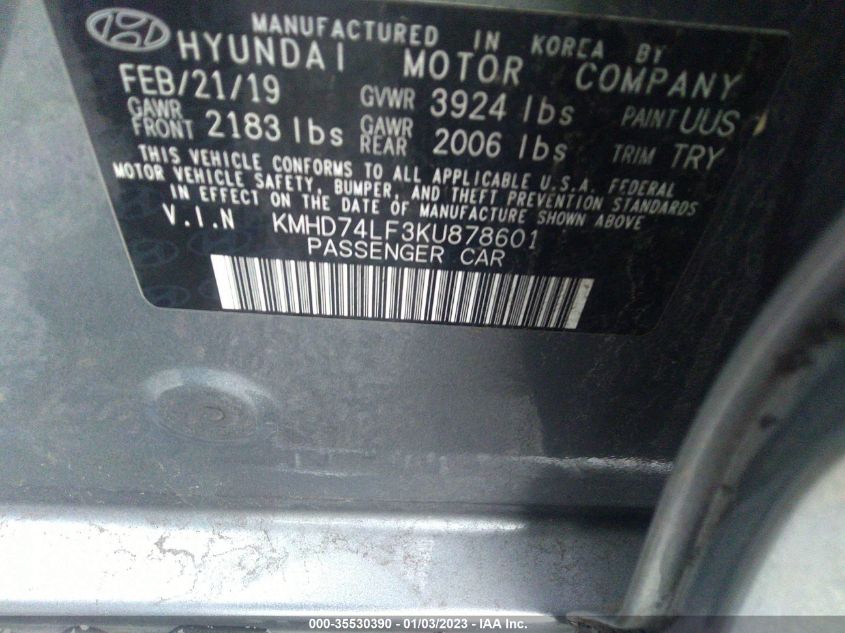 MANUFACTURED IN KOREA BY
HYUNDAI MOTOR COMPANY
FEB/21/19 GVWR 3924 lbs PAINT UUS
GAWR FRONT 2183 lbs GAWR REAR 2006 lbs TRIM TRY
THIS VEHICLE CONFORMS TO ALL APPLICABLE U.S.A. FEDERAL
MOTOR VEHICLE SAFETY, BUMPER, AND THEFT PREVENTION STANDARDS
IN EFFECT ON THE DATE OF MANUFACTURE SHOWN ABOVE
V.I.N KMHD74LF3KU878601
PASSENGER CAR
000-35530390 - 01/03/2023 - IAA Inc.